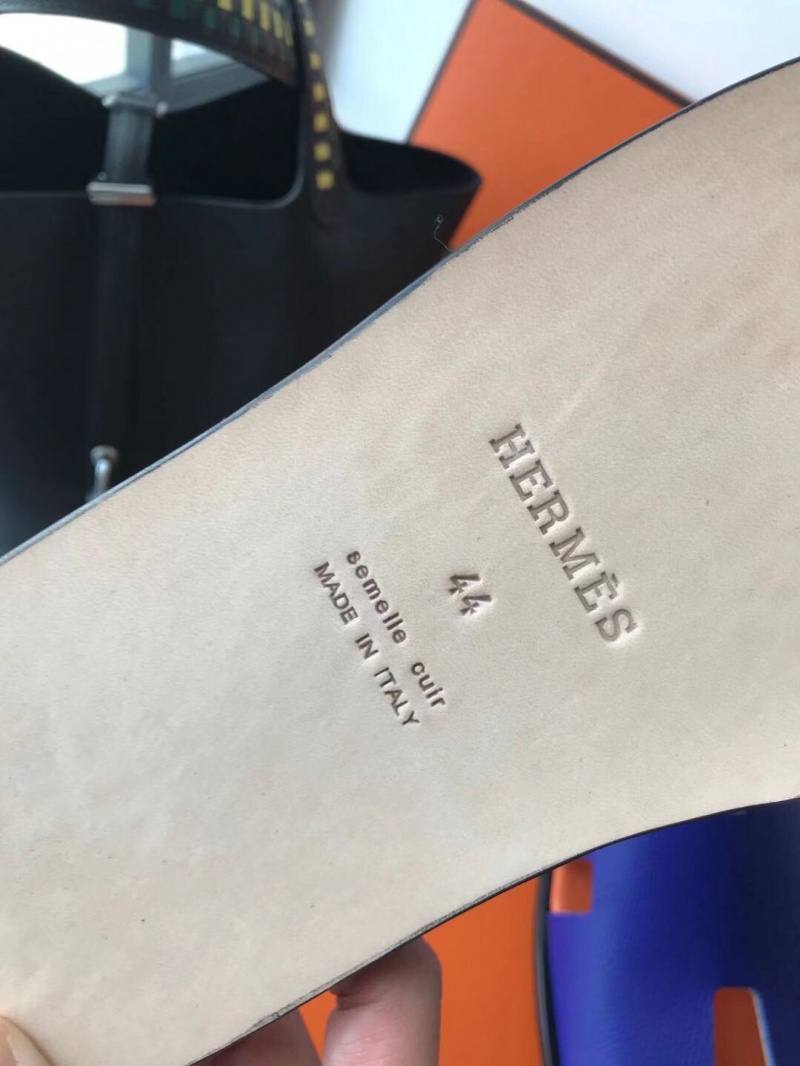 HERMÈS
44
semelle cuir
MADE IN ITALY